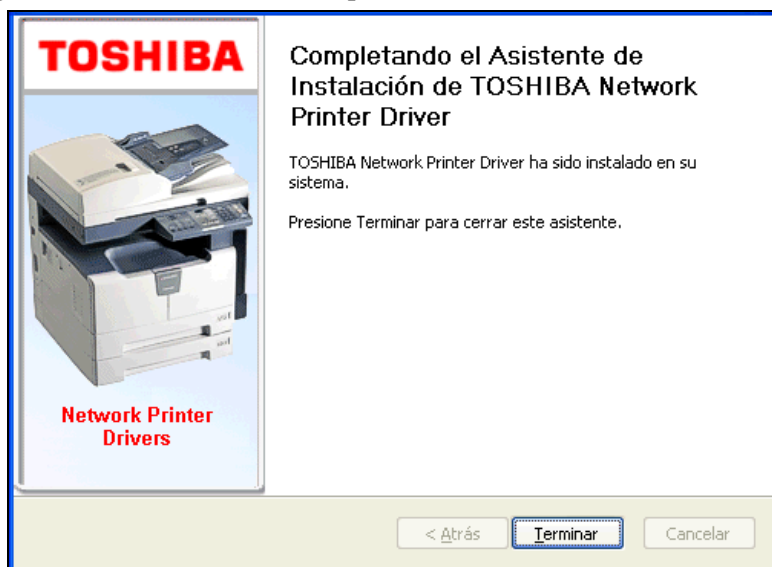 TOSHIBA
Network Printer
Drivers
Completando el Asistente de
Instalación de TOSHIBA Network
Printer Driver
TOSHIBA Network Printer Driver ha sido instalado en su
sistema.
Presione Terminar para cerrar este asistente.
< Atrás
Terminar
Cancelar